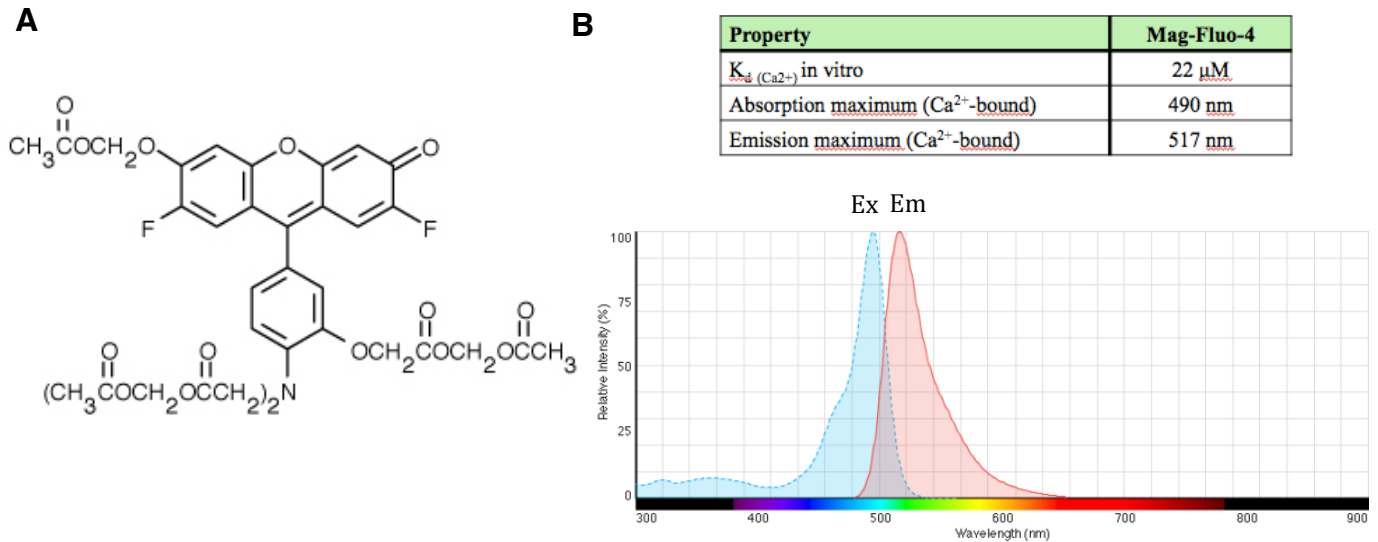 A
B
Property Mag-Fluo-4
Kd (Ca2+) in vitro 22 μM
Absorption maximum (Ca2+-bound) 490 nm
Emission maximum (Ca2+-bound) 517 nm
O
CH3COCH2O
O
O
F
F
O
O
OCH2COCH2OCCH3
O
O
(CH3COCH2OCCH2)2N
Ex Em
Relative Intensity (%)
100
75
50
25
0
300 400 500 600 700 800 900
Wavelength (nm)